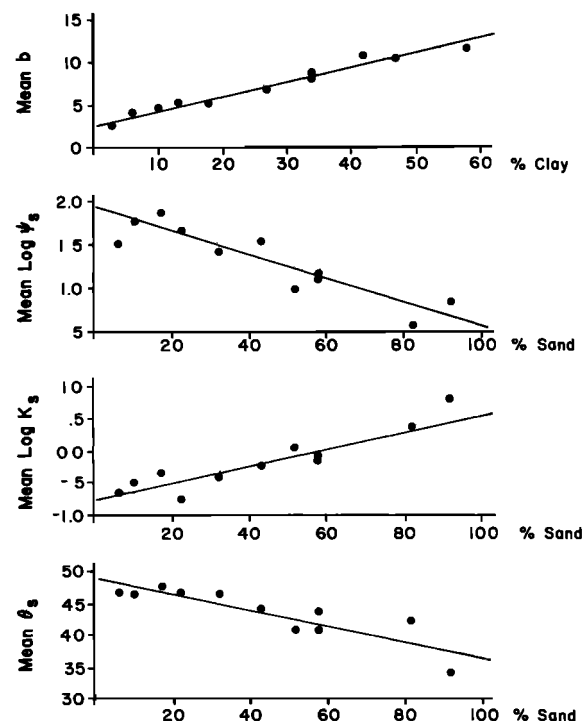 Mean b
15
10
5
0
10 20 30 40 50 60 % Clay
Mean Log ψs
2.0
1.5
1.0
5
20 40 60 80 100 % Sand
Mean Log Ks
1 0
.5
0 0
-.5
-1.0
20 40 60 80 100 % Sand
Mean θs
50
45
40
35
30
20 40 60 80 100 % Sand